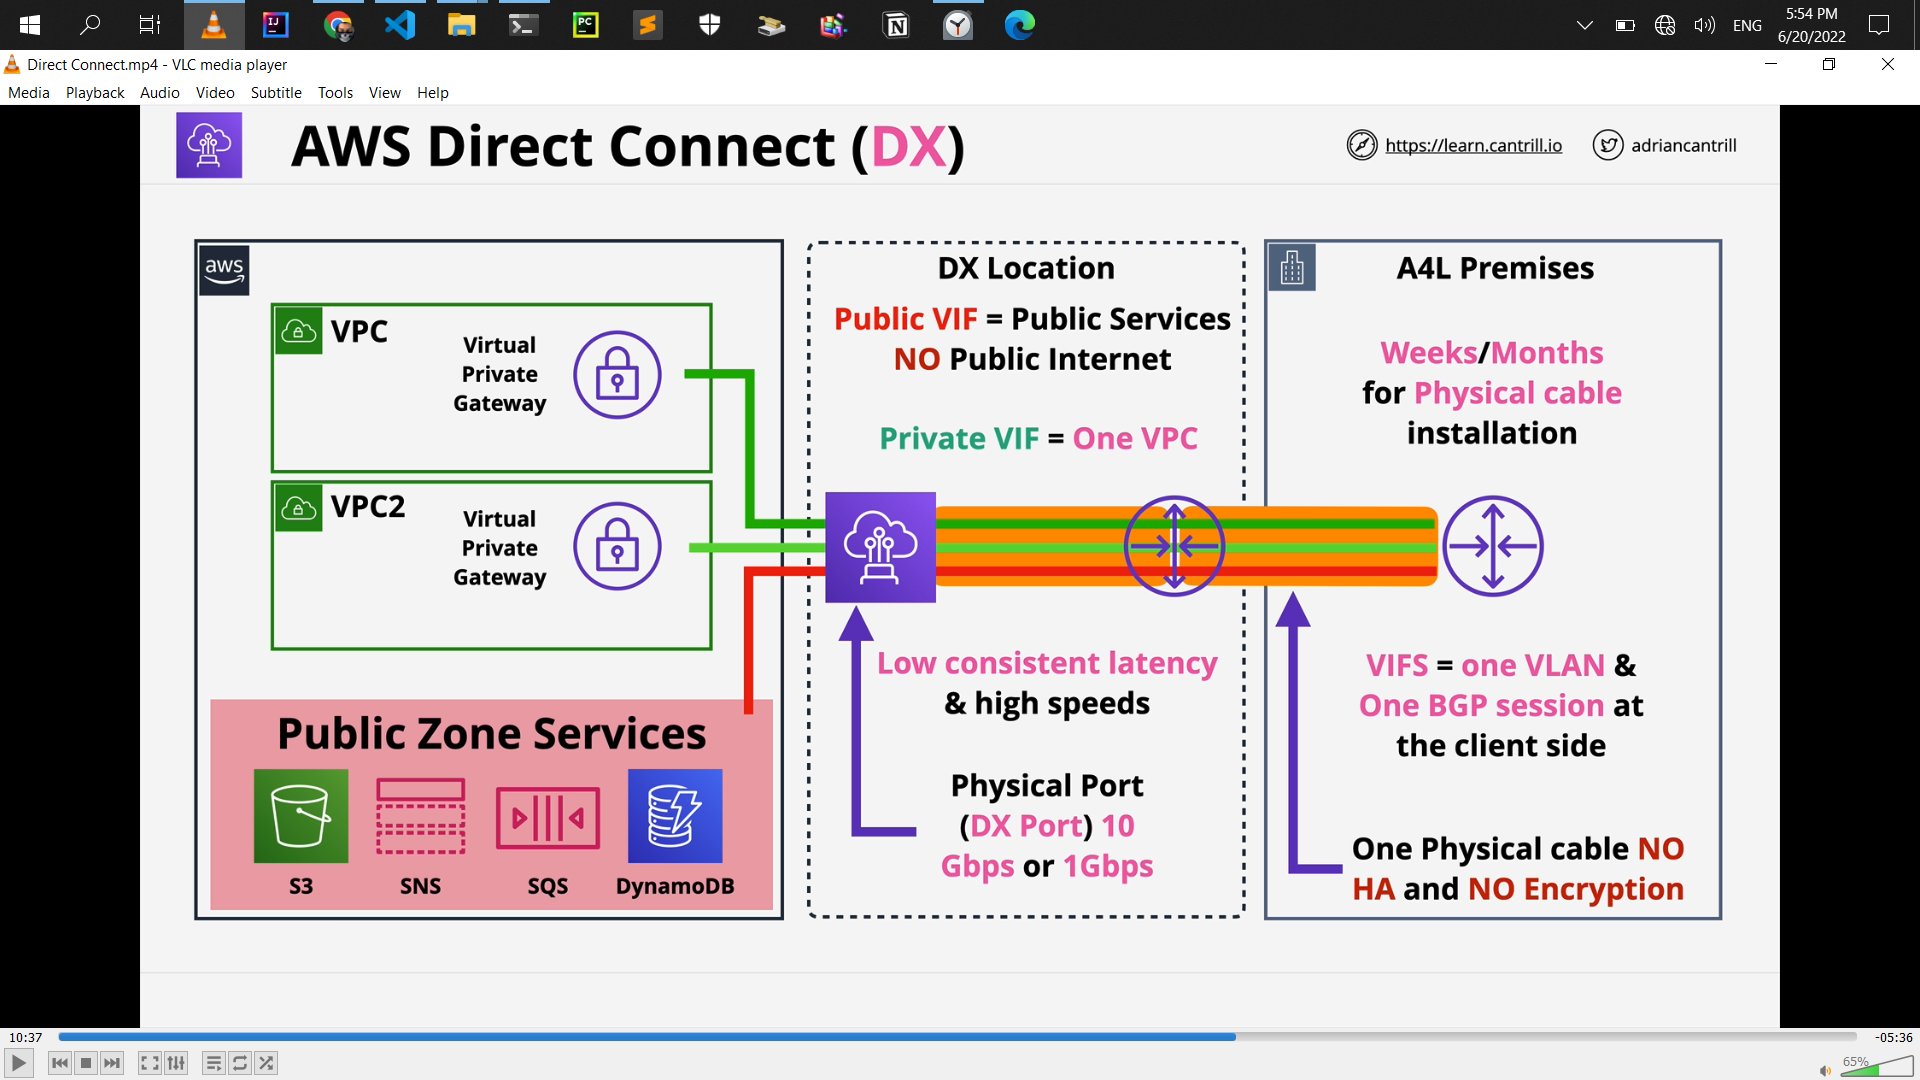 5:54 PM
ENG
6/20/2022
Direct Connect.mp4 - VLC media player
Media Playback Audio Video Subtitle Tools View Help
AWS Direct Connect (DX)
https://learn.cantrill.io
adriancantrill
aws
VPC
Virtual
Private
Gateway
VPC2
Virtual
Private
Gateway
Public Zone Services
S3
SNS
SQS
DynamoDB
DX Location
Public VIF = Public Services
NO Public Internet
Private VIF = One VPC
Low consistent latency
& high speeds
Physical Port
(DX Port) 10
Gbps or 1Gbps
A4L Premises
Weeks/Months
for Physical cable
installation
VIFS = one VLAN &
One BGP session at
the client side
One Physical cable NO
HA and NO Encryption
10:37
-05:36
65%